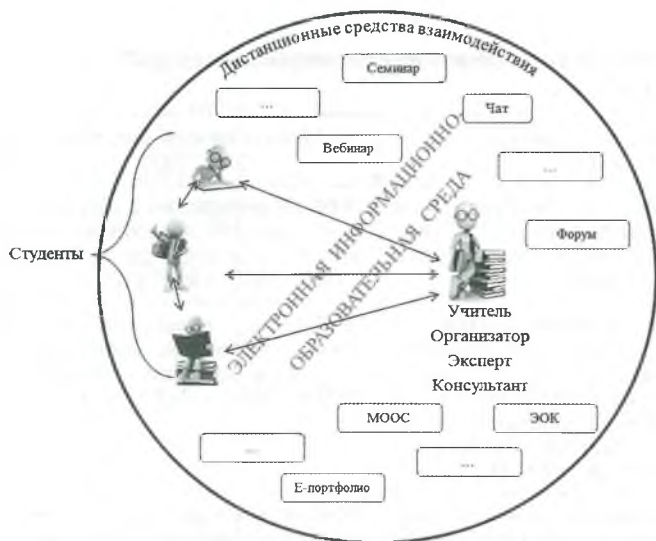 Дистанционные средства взаимодействия
Семинар
...
Чат
Вебинар
...
ЭЛЕКТРОННАЯ ИНФОРМАЦИОННО-
ОБРАЗОВАТЕЛЬНАЯ СРЕДА
Форум
Студенты
Учитель
Организатор
Эксперт
Консультант
МООС
ЭОК
...
...
Е-портфолио